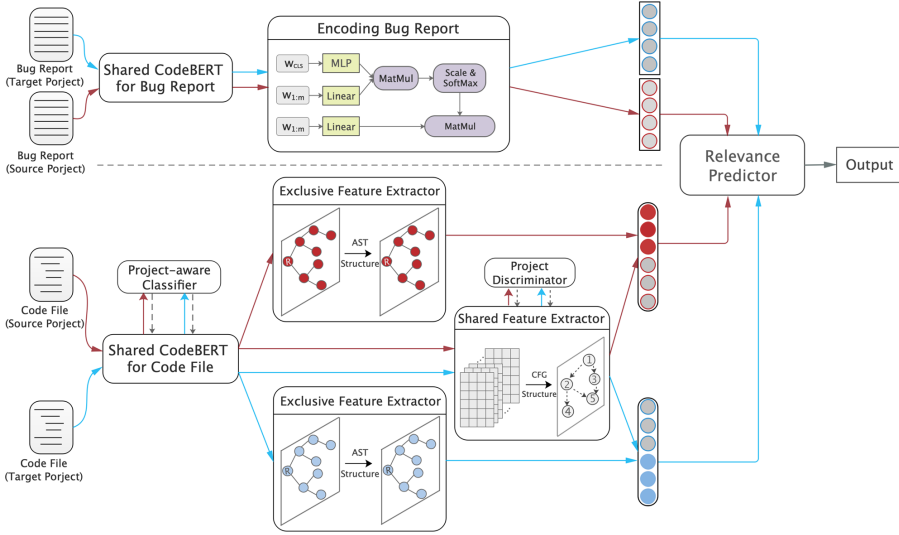 Bug Report
(Target Porject)
Shared CodeBERT
for Bug Report
Bug Report
(Source Porject)
Encoding Bug Report
W_CLS
MLP
MatMul
Scale &
SoftMax
W_1:m
Linear
W_1:m
Linear
MatMul
Relevance
Predictor
Output
Exclusive Feature Extractor
R
AST
Structure
R
Code File
(Source Porject)
Project-aware
Classifier
Shared CodeBERT
for Code File
Project
Discriminator
Shared Feature Extractor
CFG
Structure
1
2
3
4
5
Code File
(Target Porject)
Exclusive Feature Extractor
R
AST
Structure
R